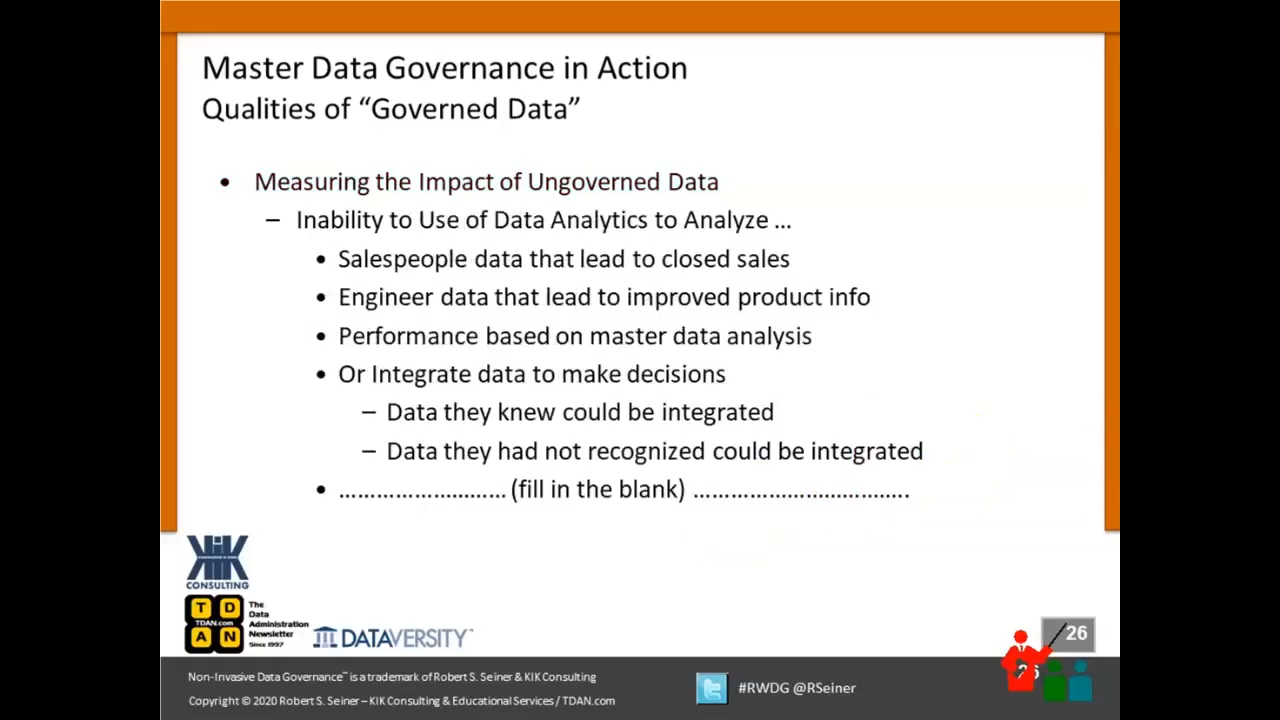 Master Data Governance in Action
Qualities of “Governed Data”
• Measuring the Impact of Ungoverned Data
– Inability to Use of Data Analytics to Analyze ...
• Salespeople data that lead to closed sales
• Engineer data that lead to improved product info
• Performance based on master data analysis
• Or Integrate data to make decisions
– Data they knew could be integrated
– Data they had not recognized could be integrated
• ............................ (fill in the blank) ....................................
KIK
CONSULTING
T D
TDAN.com
A N
The
Data
Administration
Newsletter
Since 1997
DATAVERSITY™
26
26
Non-Invasive Data Governance™ is a trademark of Robert S. Seiner & KIK Consulting
Copyright © 2020 Robert S. Seiner – KIK Consulting & Educational Services / TDAN.com
#RWDG @RSeiner